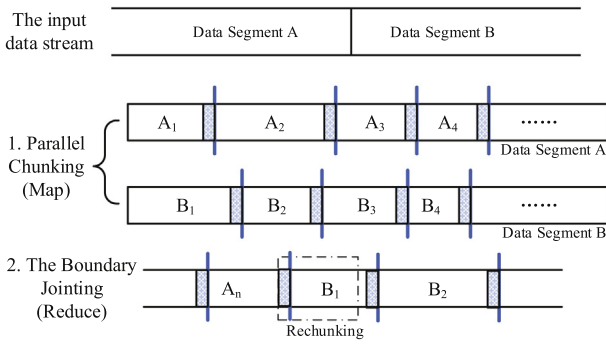 The input
data stream
Data Segment A
Data Segment B
1. Parallel
Chunking
(Map)
A1
A2
A3
A4
......
Data Segment A
B1
B2
B3
B4
......
Data Segment B
2. The Boundary
Jointing
(Reduce)
An
B1
B2
Rechunking